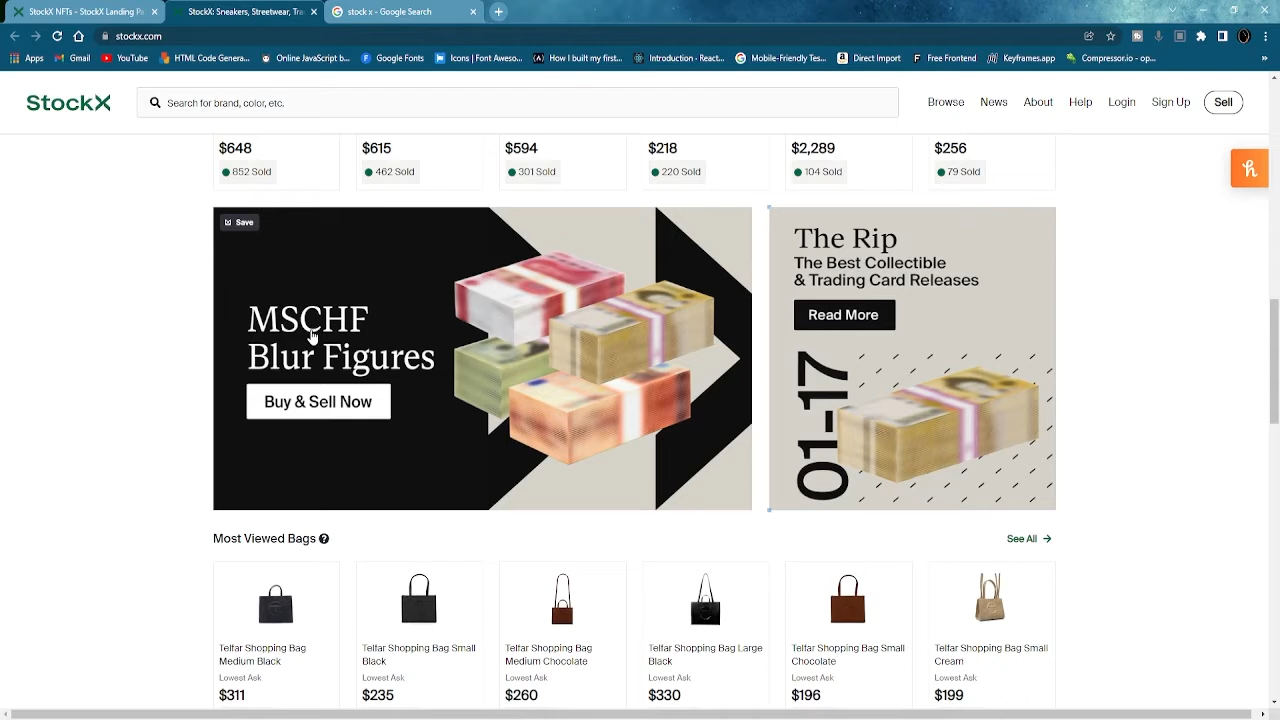 StockX NFTs – StockX Landing Pa
StockX: Sneakers, Streetwear, Trad
stock x - Google Search
stockx.com
Apps
Gmail
YouTube
HTML Code Genera...
Online JavaScript b...
Google Fonts
Icons | Font Aweso...
How I built my first...
Introduction - React...
Mobile-Friendly Tes...
Direct Import
Free Frontend
Keyframes.app
Compressor.io - op...
StockX
Search for brand, color, etc.
Browse
News
About
Help
Login
Sign Up
Sell
$648
$615
$594
$218
$2,289
$256
852 Sold
462 Sold
301 Sold
220 Sold
104 Sold
79 Sold
Save
MSCHF
Blur Figures
Buy & Sell Now
The Rip
The Best Collectible
& Trading Card Releases
Read More
01-17
Most Viewed Bags
See All
Telfar Shopping Bag
Medium Black
Lowest Ask
$311
Telfar Shopping Bag Small
Black
Lowest Ask
$235
Telfar Shopping Bag
Medium Chocolate
Lowest Ask
$260
Telfar Shopping Bag Large
Black
Lowest Ask
$330
Telfar Shopping Bag Small
Chocolate
Lowest Ask
$196
Telfar Shopping Bag Small
Cream
Lowest Ask
$199